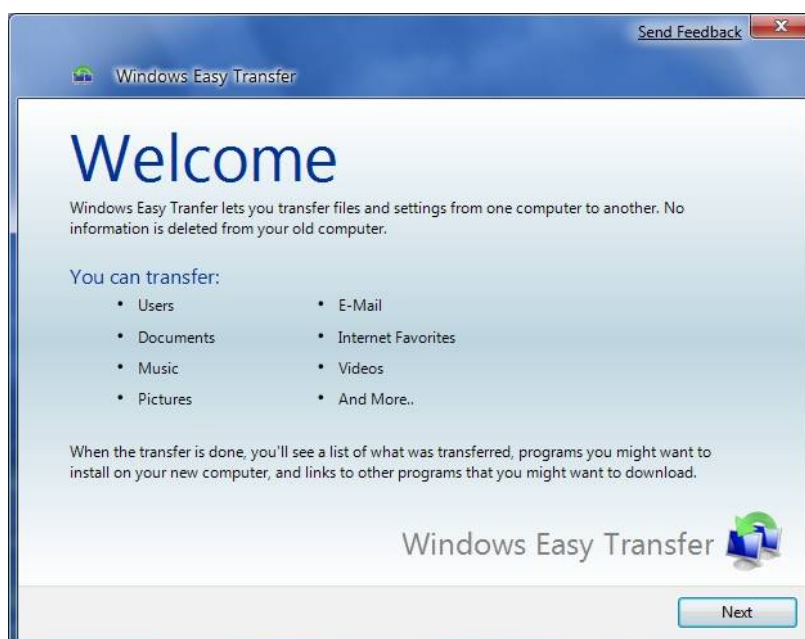 Send Feedback
Windows Easy Transfer
Welcome
Windows Easy Tranfer lets you transfer files and settings from one computer to another. No
information is deleted from your old computer.
You can transfer:
• Users
• Documents
• Music
• Pictures
• E-Mail
• Internet Favorites
• Videos
• And More..
When the transfer is done, you'll see a list of what was transferred, programs you might want to
install on your new computer, and links to other programs that you might want to download.
Windows Easy Transfer
Next